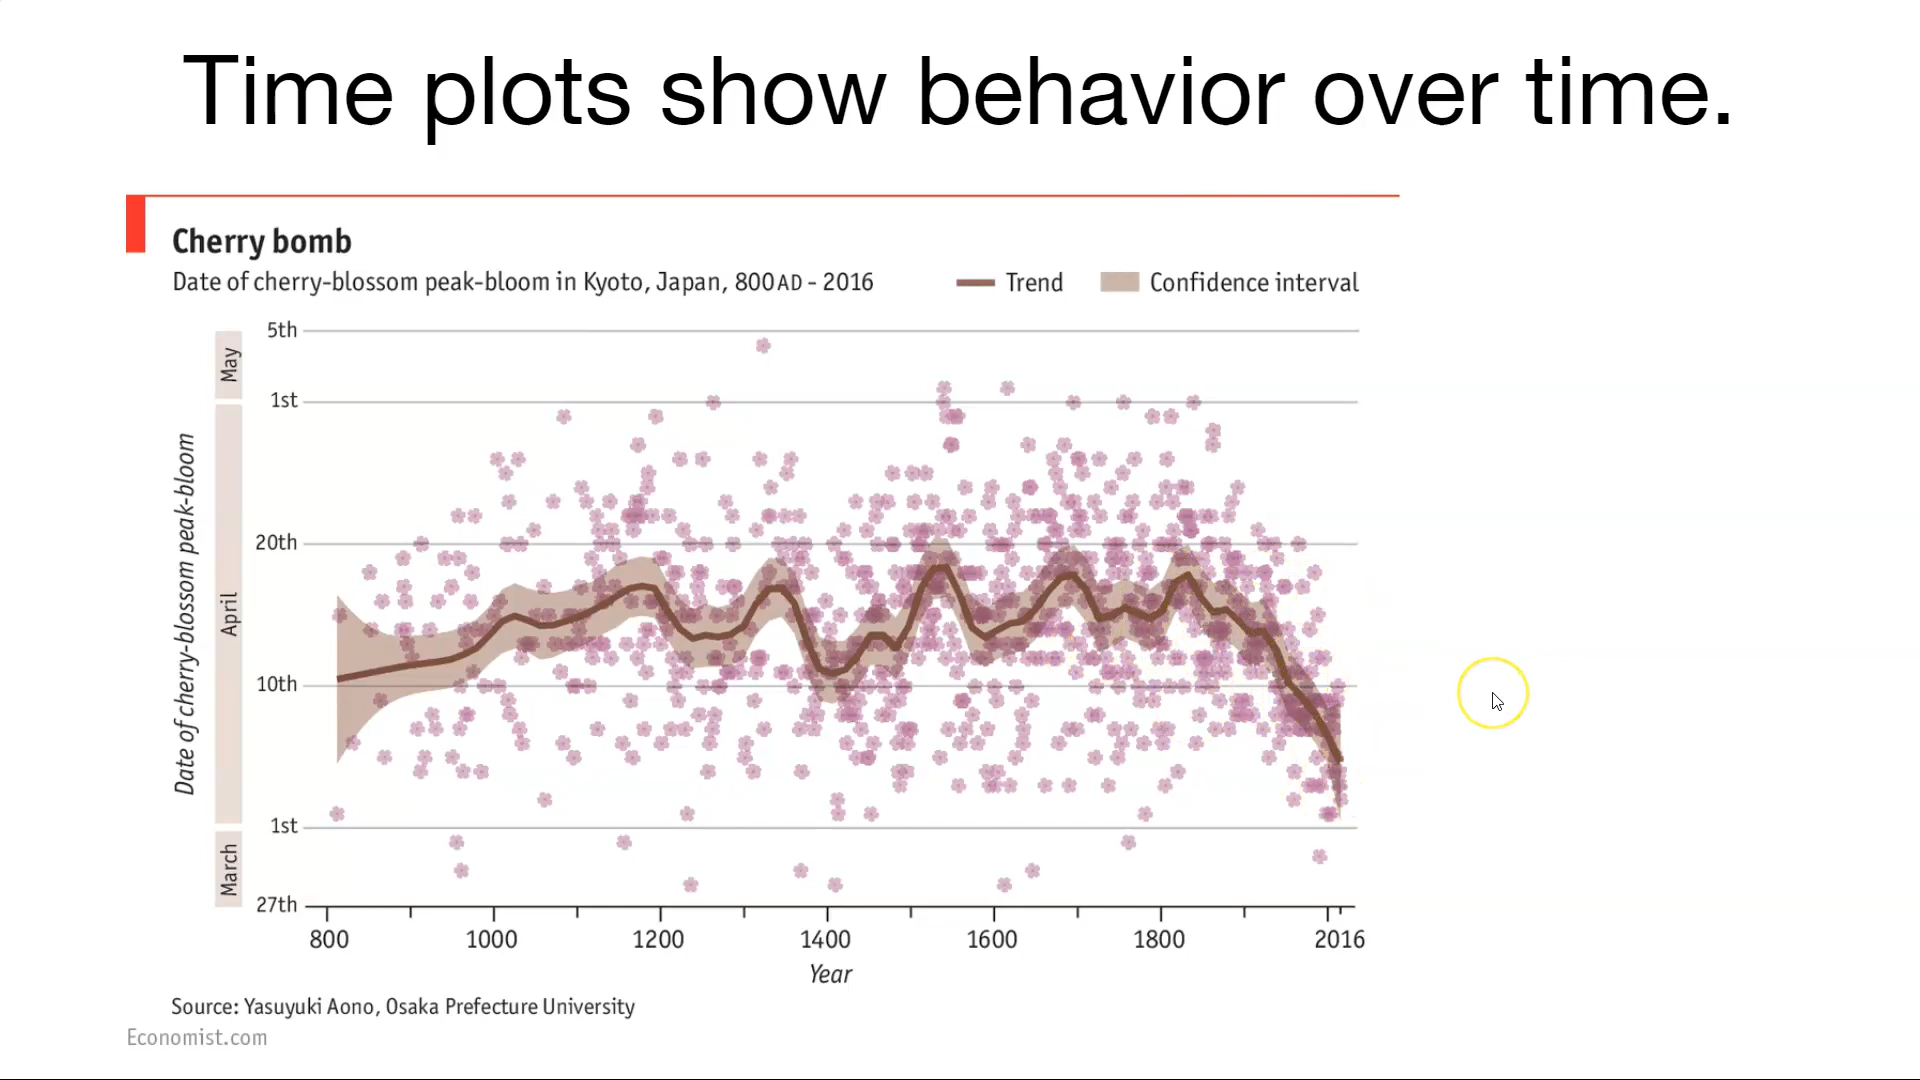 Time plots show behavior over time.
Cherry bomb
Date of cherry-blossom peak-bloom in Kyoto, Japan, 800AD - 2016
Trend
Confidence interval
Date of cherry-blossom peak-bloom
May
April
March
5th
1st
20th
10th
1st
27th
800 1000 1200 1400 1600 1800 2016
Year
Source: Yasuyuki Aono, Osaka Prefecture University
Economist.com